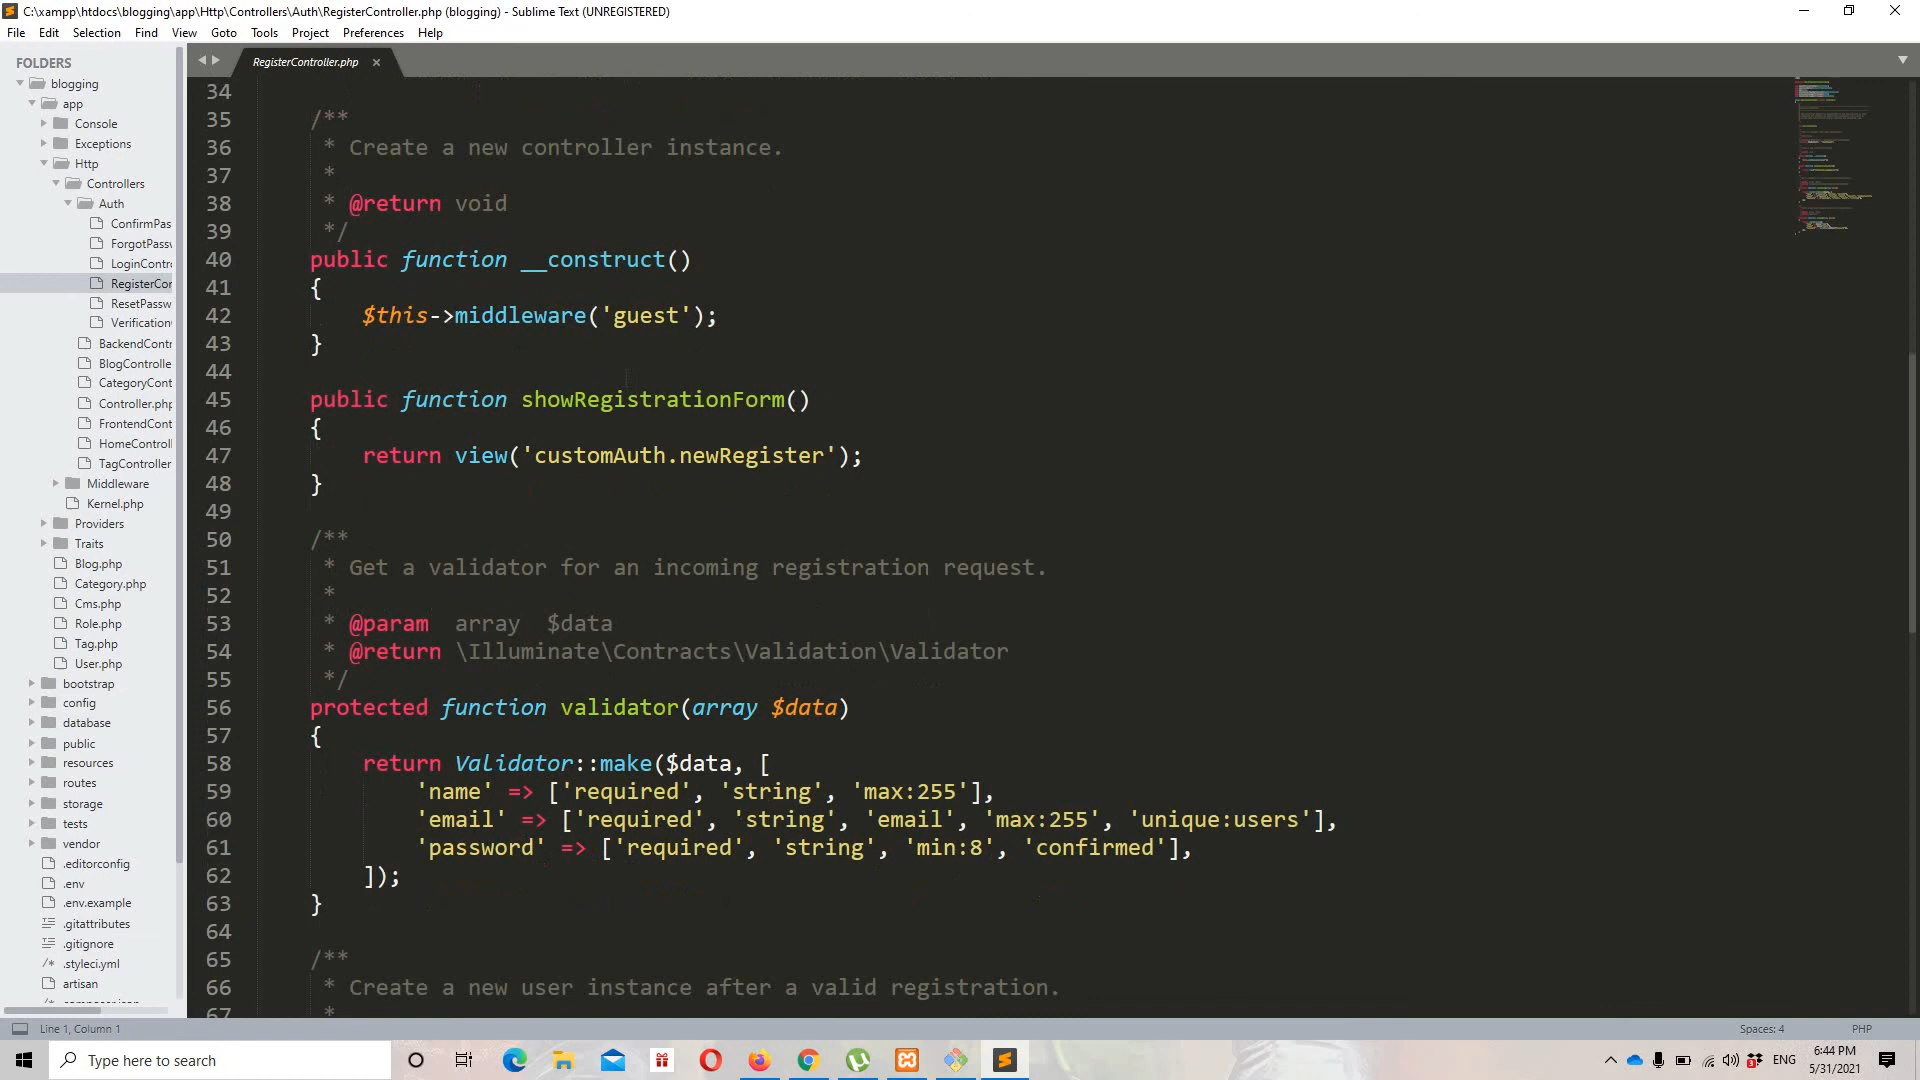 C:\xampp\htdocs\blogging\app\Http\Controllers\Auth\RegisterController.php (blogging) - Sublime Text (UNREGISTERED)
File Edit Selection Find View Goto Tools Project Preferences Help
FOLDERS
blogging
app
Console
Exceptions
Http
Controllers
Auth
ConfirmPas
ForgotPassw
LoginContro
RegisterCor
ResetPassw
Verification
BackendContr
BlogControlle
CategoryCont
Controller.php
FrontendCont
HomeControll
TagController
Middleware
Kernel.php
Providers
Traits
Blog.php
Category.php
Cms.php
Role.php
Tag.php
User.php
bootstrap
config
database
public
resources
routes
storage
tests
vendor
.editorconfig
.env
.env.example
.gitattributes
.gitignore
.styleci.yml
artisan
RegisterController.php
34
35 /**
36 * Create a new controller instance.
37 *
38 * @return void
39 */
40 public function __construct()
41 {
42 $this->middleware('guest');
43 }
44
45 public function showRegistrationForm()
46 {
47 return view('customAuth.newRegister');
48 }
49
50 /**
51 * Get a validator for an incoming registration request.
52 *
53 * @param  array  $data
54 * @return \Illuminate\Contracts\Validation\Validator
55 */
56 protected function validator(array $data)
57 {
58 return Validator::make($data, [
59 'name' => ['required', 'string', 'max:255'],
60 'email' => ['required', 'string', 'email', 'max:255', 'unique:users'],
61 'password' => ['required', 'string', 'min:8', 'confirmed'],
62 ]);
63 }
64
65 /**
66 * Create a new user instance after a valid registration.
67 *
Line 1, Column 1
Spaces: 4
PHP
Type here to search
ENG
6:44 PM
5/31/2021